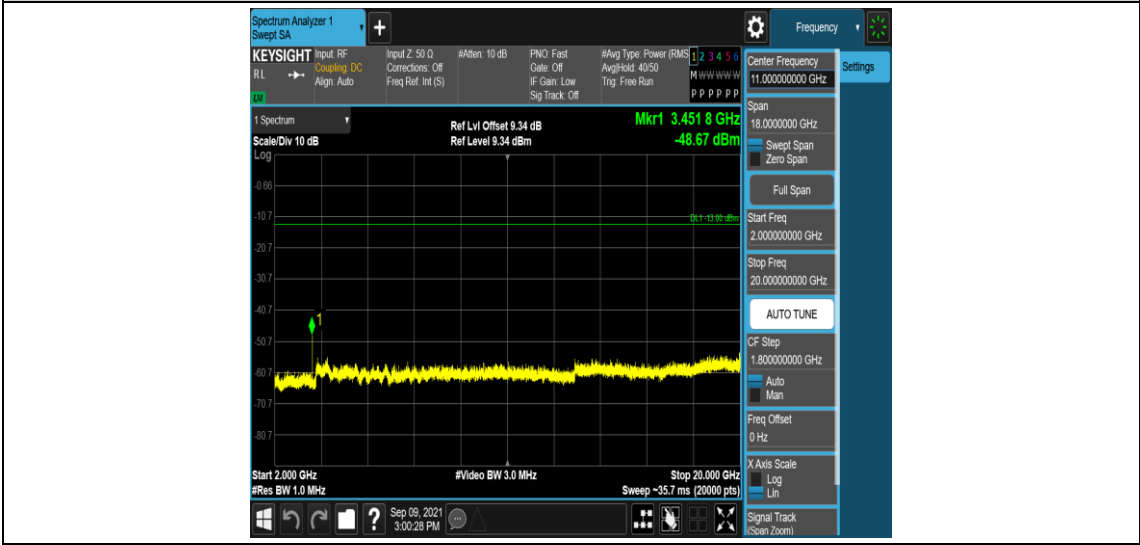 Spectrum Analyzer 1
Swept SA
+
Frequency
KEYSIGHT
RL
Input: RF
Coupling: DC
Align: Auto
Input Z: 50 Ω
Corrections: Off
Freq Ref: Int (S)
#Atten: 10 dB
PNO: Fast
Gate: Off
IF Gain: Low
Sig Track: Off
#Avg Type: Power (RMS
Avg|Hold: 40/50
Trig: Free Run
1 2 3 4 5 6
M W W W W W
P P P P P P
1 Spectrum
Scale/Div 10 dB
Log
Ref Lvl Offset 9.34 dB
Ref Level 9.34 dBm
Mkr1 3.451 8 GHz
-48.67 dBm
-0.66
-10.7
DL1 -13.00 dBm
-20.7
-30.7
-40.7
1
-50.7
-60.7
-70.7
-80.7
Start 2.000 GHz
#Res BW 1.0 MHz
#Video BW 3.0 MHz
Stop 20.000 GHz
Sweep ~35.7 ms (20000 pts)
?
Sep 09, 2021
3:00:28 PM
Center Frequency
11.000000000 GHz
Settings
Span
18.0000000 GHz
Swept Span
Zero Span
Full Span
Start Freq
2.000000000 GHz
Stop Freq
20.000000000 GHz
AUTO TUNE
CF Step
1.800000000 GHz
Auto
Man
Freq Offset
0 Hz
X Axis Scale
Log
Lin
Signal Track
(Span Zoom)